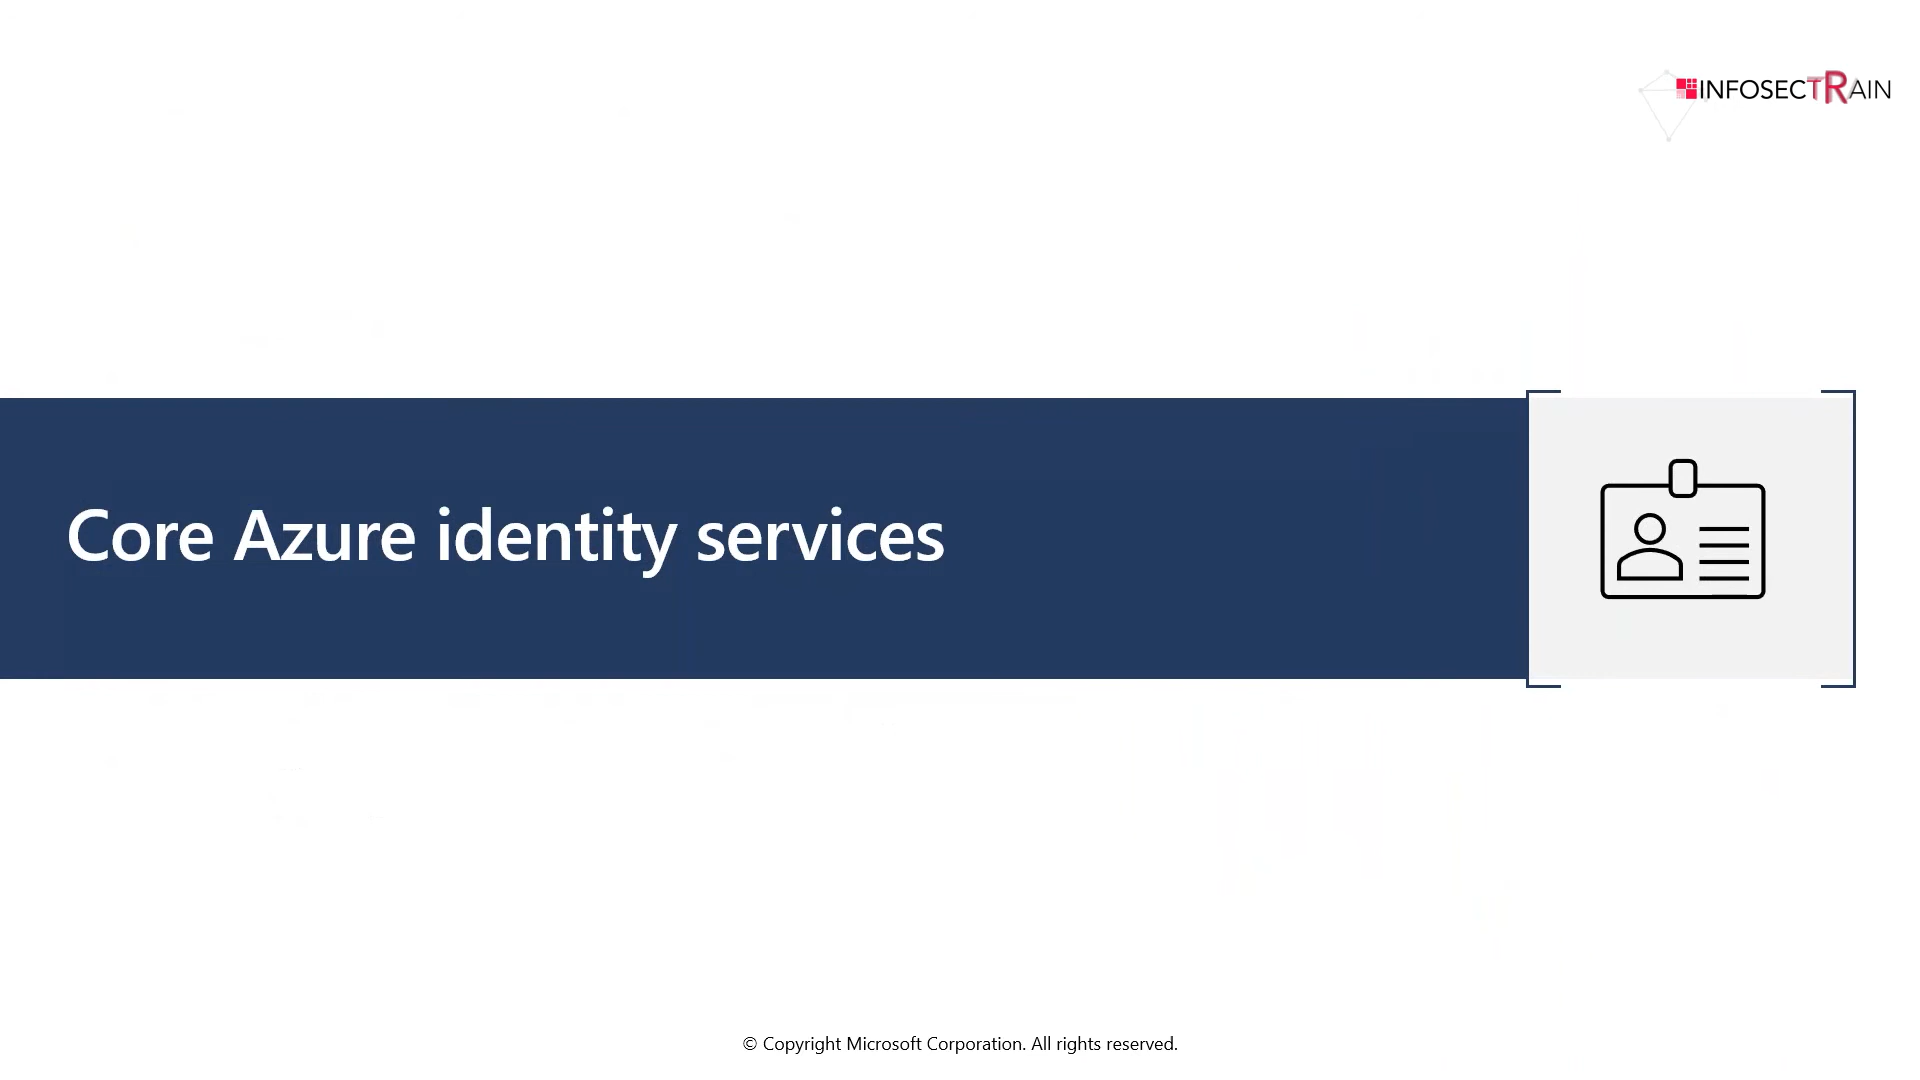 INFOSECTRAIN
Core Azure identity services
© Copyright Microsoft Corporation. All rights reserved.